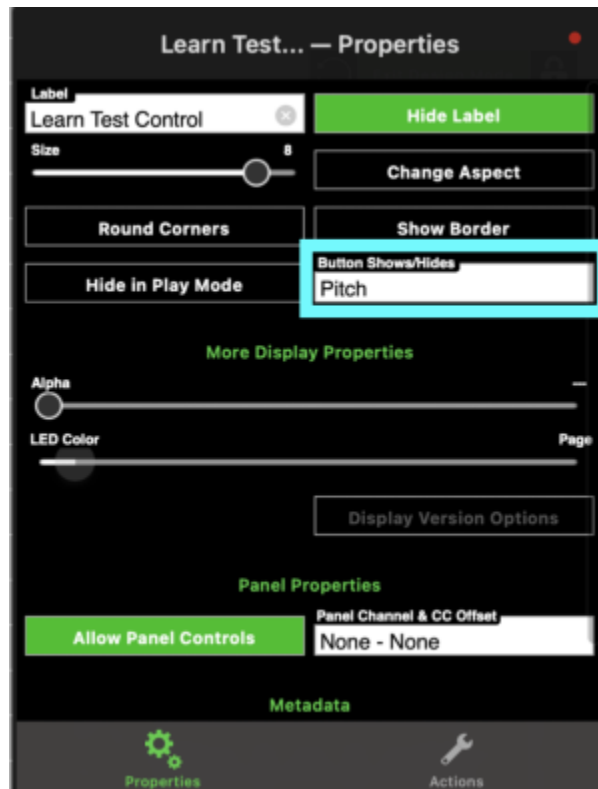 Learn Test... — Properties
Label
Learn Test Control
Hide Label
Size 8
Change Aspect
Round Corners
Show Border
Hide in Play Mode
Button Shows/Hides
Pitch
More Display Properties
Alpha —
LED Color Page
Display Version Options
Panel Properties
Allow Panel Controls
Panel Channel & CC Offset
None - None
Metadata
Properties
Actions